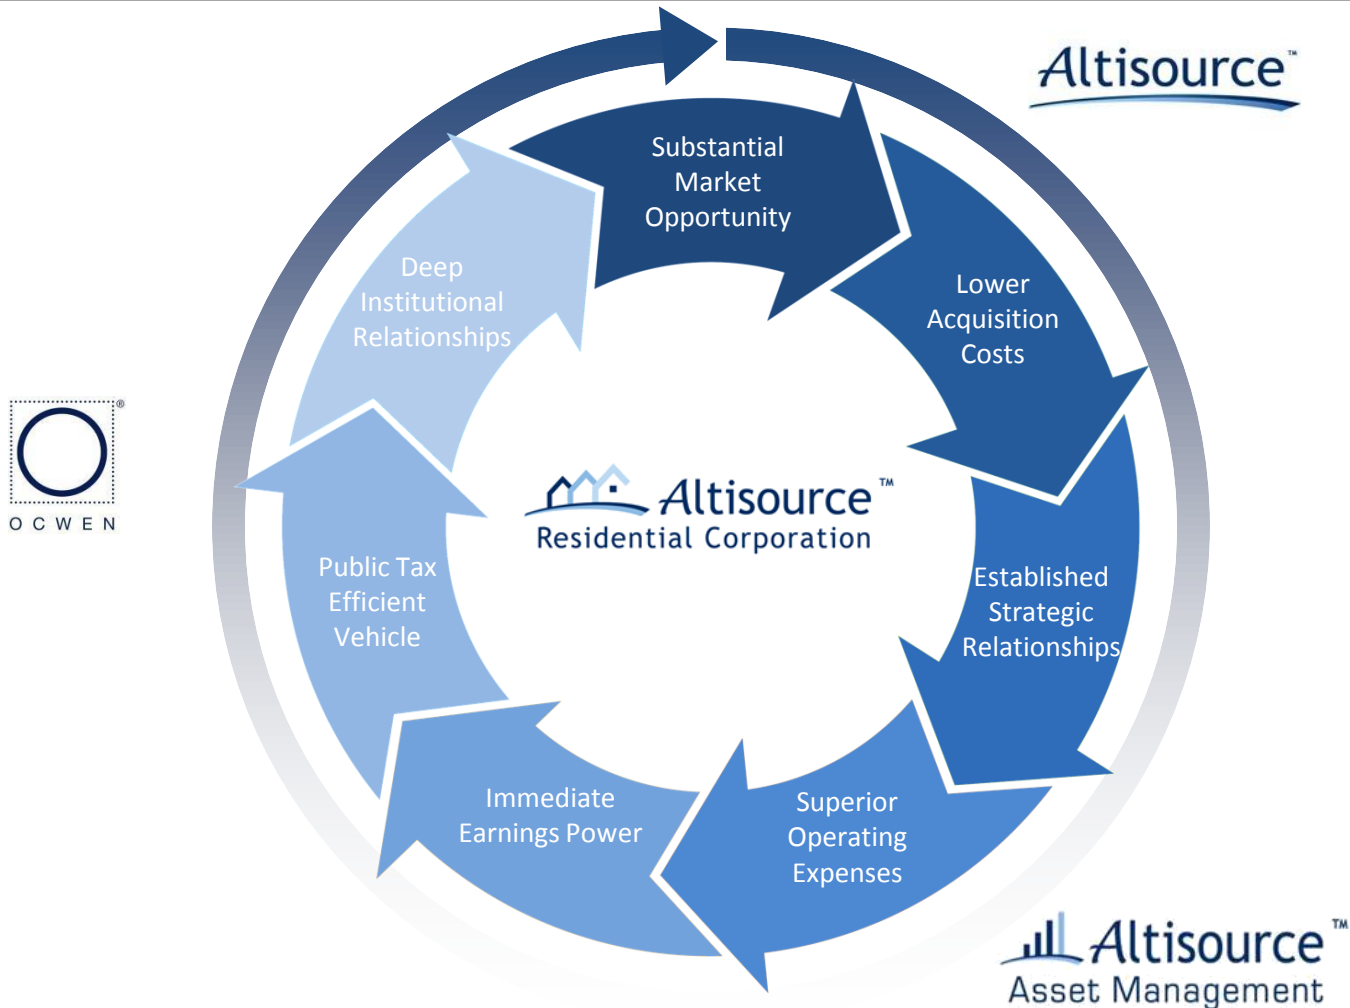 Altisource™
Substantial
Market
Opportunity
Lower
Acquisition
Costs
Established
Strategic
Relationships
Superior
Operating
Expenses
Immediate
Earnings Power
Public Tax
Efficient
Vehicle
Deep
Institutional
Relationships
Altisource™
Residential Corporation
®
OCWEN
Altisource™
Asset Management